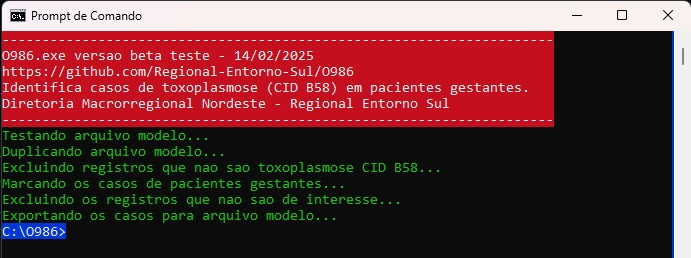 Prompt de Comando
------------------------------------------------------------------------
O986.exe versao beta teste - 14/02/2025
https://github.com/Regional-Entorno-Sul/O986
Identifica casos de toxoplasmose (CID B58) em pacientes gestantes.
Diretoria Macrorregional Nordeste - Regional Entorno Sul
------------------------------------------------------------------------
Testando arquivo modelo...
Duplicando arquivo modelo...
Excluindo registros que nao sao toxoplasmose CID B58...
Marcando os casos de pacientes gestantes...
Excluindo os registros que nao sao de interesse...
Exportando os casos para arquivo modelo...
C:\O986>